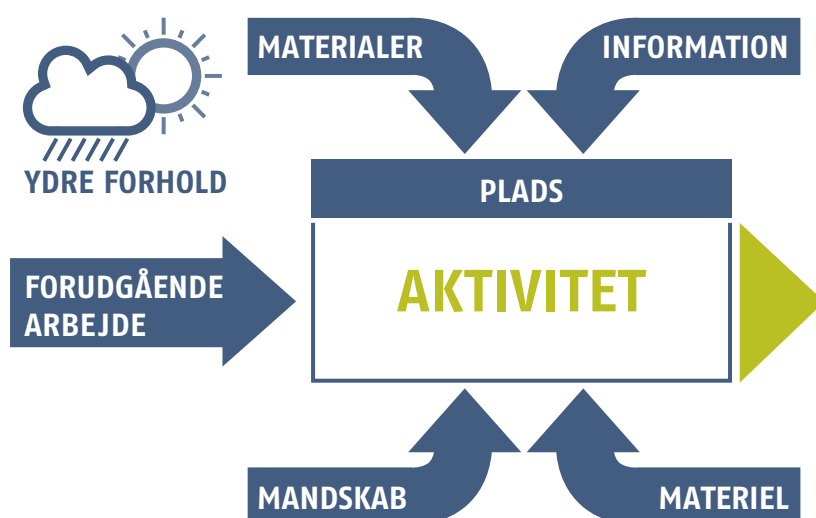 MATERIALER
INFORMATION
YDRE FORHOLD
PLADS
FORUDGÅENDE
ARBEJDE
AKTIVITET
MANDSKAB
MATERIEL